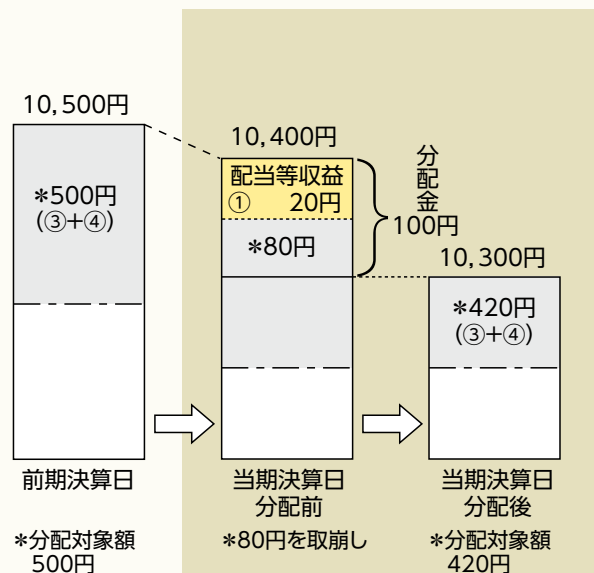 10,500円
*500円
(③+④)
前期決算日
*分配対象額
500円
10,400円
配当等収益
① 20円
*80円
分配金
100円
当期決算日
分配前
*80円を取崩し
10,300円
*420円
(③+④)
当期決算日
分配後
*分配対象額
420円